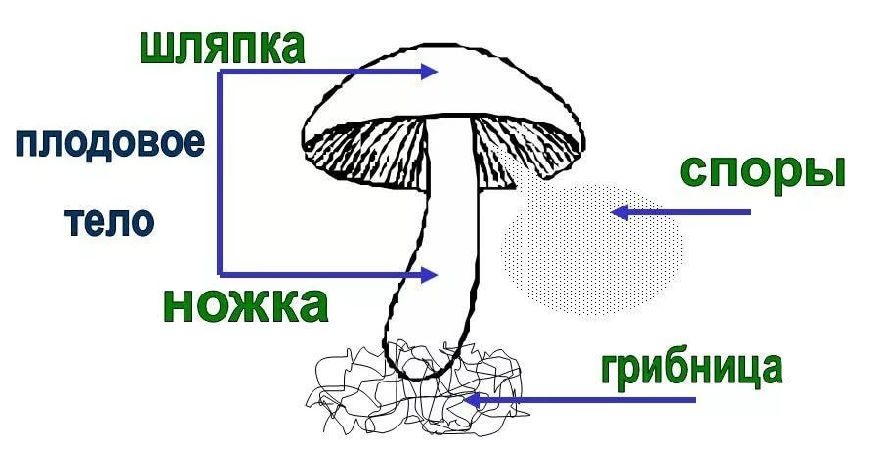 шляпка
плодовое
тело
споры
ножка
грибница